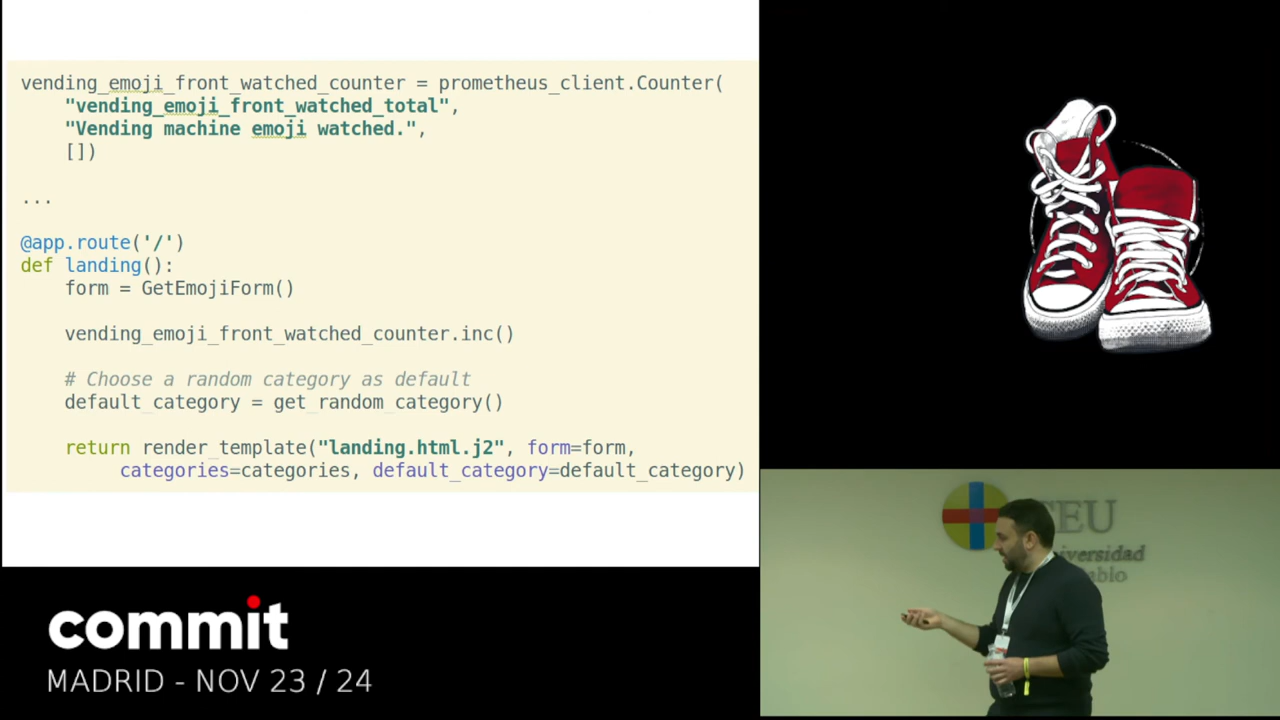 vending_emoji_front_watched_counter = prometheus_client.Counter(
    "vending_emoji_front_watched_total",
    "Vending machine emoji watched.",
    [])
...
@app.route('/')
def landing():
    form = GetEmojiForm()
    vending_emoji_front_watched_counter.inc()
    # Choose a random category as default
    default_category = get_random_category()
    return render_template("landing.html.j2", form=form,
         categories=categories, default_category=default_category)
commit
MADRID - NOV 23 / 24
CEU